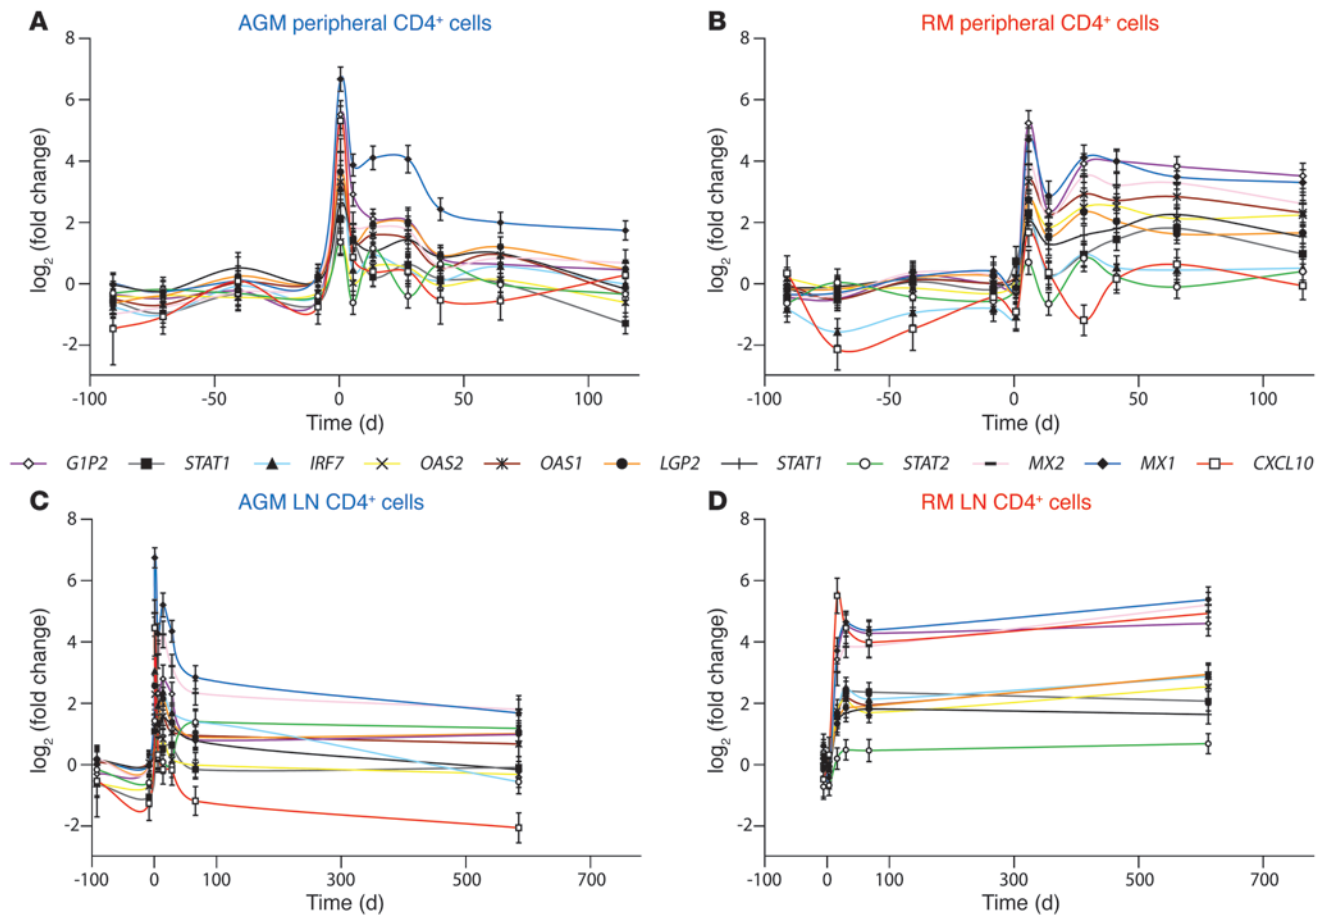 A AGM peripheral CD4⁺ cells
8
6
4
2
0
-2
log₂ (fold change)
-100 -50 0 50 100
Time (d)
B RM peripheral CD4⁺ cells
8
6
4
2
0
-2
log₂ (fold change)
-100 -50 0 50 100
Time (d)
G1P2 STAT1 IRF7 OAS2 OAS1 LGP2 STAT1 STAT2 MX2 MX1 CXCL10
C AGM LN CD4⁺ cells
8
6
4
2
0
-2
log₂ (fold change)
-100 0 100 300 500 700
Time (d)
D RM LN CD4⁺ cells
8
6
4
2
0
-2
log₂ (fold change)
-100 0 100 300 500 700
Time (d)